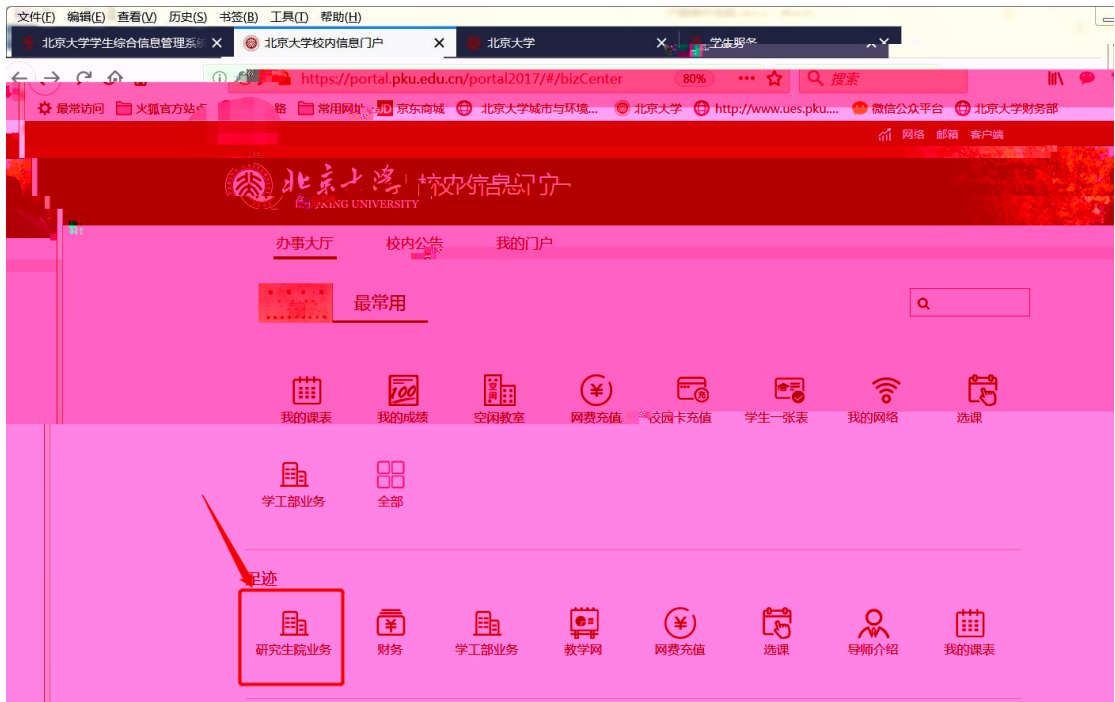 文件(F) 编辑(E) 查看(V) 历史(S) 书签(B) 工具(T) 帮助(H)
北京大学学生综合信息管理系统 北京大学校内信息门户 北京大学
https://portal.pku.edu.cn/portal2017/#/bizCenter 80% 搜索
最常访问 火狐官方站点 常用网址 JD 京东商城 北京大学城市与环境... 北京大学 http://www.ues.pku.... 微信公众平台 北京大学财务部
网络 邮箱 客户端
北京大学 校内信息门户
UNIVERSITY
办事大厅 校内公告 我的门户
最常用
我的课表 我的成绩 空闲教室 网费充值 校园卡充值 学生一张表 我的网络 选课
学工部业务 全部
足迹
研究生院业务 财务 学工部业务 教学网 网费充值 选课 导师介绍 我的课表